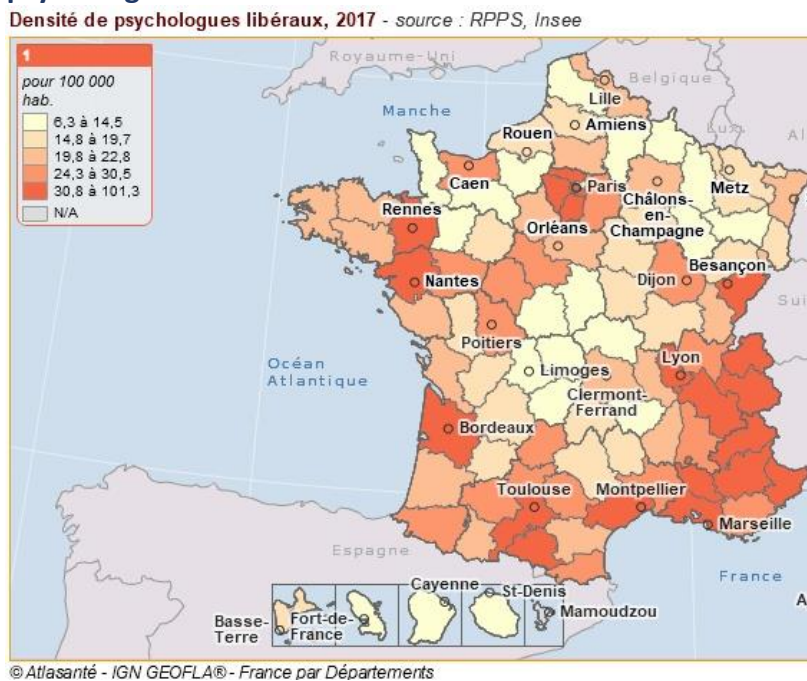 Densité de psychologues libéraux, 2017 - source : RPPS, Insee
1
pour 100 000
hab.
6,3 à 14,5
14,8 à 19,7
19,8 à 22,8
24,3 à 30,5
30,8 à 101,3
N/A
Royaume-Uni
Belgique
Manche
Lille
Lux.
Amiens
Rouen
Caen
Paris
Metz
Châlons-
en-
Champagne
Rennes
Orléans
Besançon
Dijon
Nantes
Poitiers
Océan
Atlantique
Limoges
Lyon
Clermont-
Ferrand
Bordeaux
Toulouse
Montpellier
Marseille
Espagne
France
Cayenne
St-Denis
Mamoudzou
Basse-
Terre
Fort-de-
France
© Atlasanté - IGN GEOFLA® - France par Départements